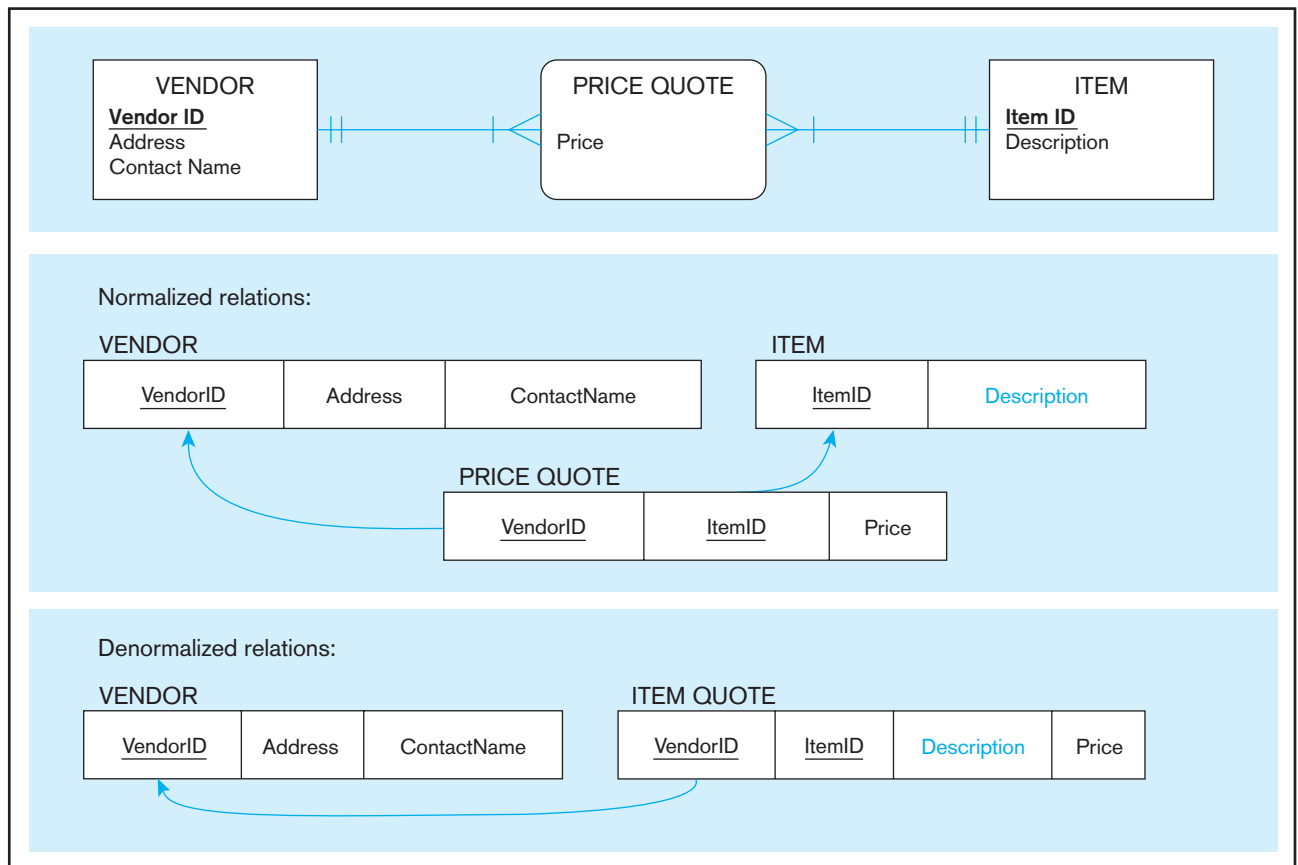 VENDOR
Vendor ID
Address
Contact Name
PRICE QUOTE
Price
ITEM
Item ID
Description
Normalized relations:
VENDOR
VendorID Address ContactName
ITEM
ItemID Description
PRICE QUOTE
VendorID ItemID Price
Denormalized relations:
VENDOR
VendorID Address ContactName
ITEM QUOTE
VendorID ItemID Description Price